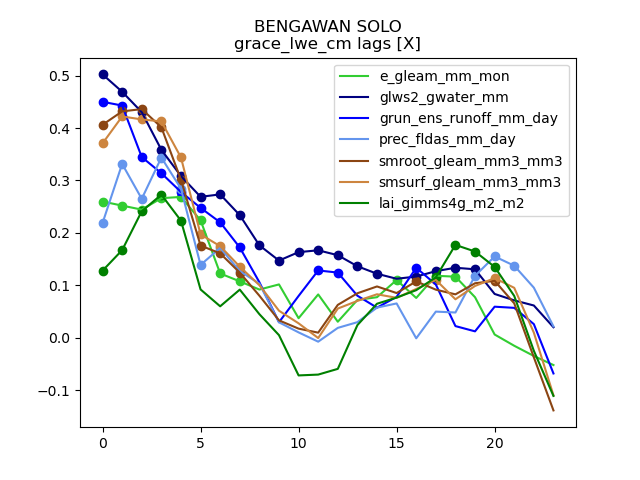 BENGAWAN SOLO
grace_lwe_cm lags [X]
e_gleam_mm_mon
glws2_gwater_mm
grun_ens_runoff_mm_day
prec_fldas_mm_day
smroot_gleam_mm3_mm3
smsurf_gleam_mm3_mm3
lai_gimms4g_m2_m2
0.5
0.4
0.3
0.2
0.1
0.0
−0.1
0 5 10 15 20